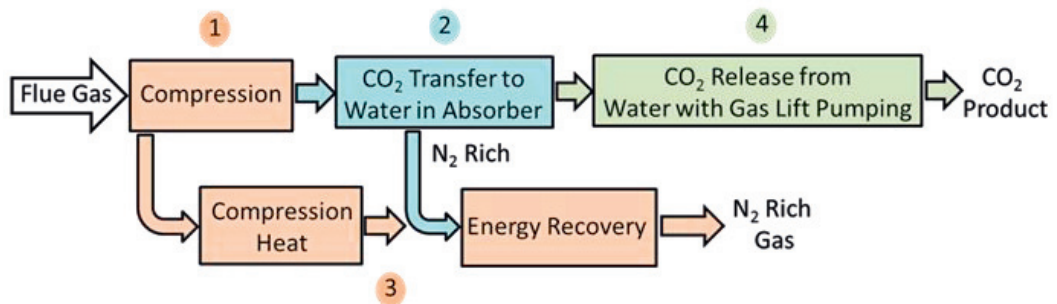 1
2
4
Flue Gas
Compression
CO₂ Transfer to
Water in Absorber
CO₂ Release from
Water with Gas Lift Pumping
CO₂
Product
N₂ Rich
Compression
Heat
Energy Recovery
N₂ Rich
Gas
3